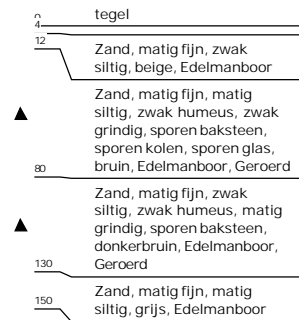 0
tegel
4
12
Zand, matig fijn, zwak
siltig, beige, Edelmanboor
Zand, matig fijn, matig
siltig, zwak humeus, zwak
grindig, sporen baksteen,
sporen kolen, sporen glas,
bruin, Edelmanboor, Geroerd
80
Zand, matig fijn, zwak
siltig, zwak humeus, matig
grindig, sporen baksteen,
donkerbruin, Edelmanboor,
Geroerd
130
Zand, matig fijn, matig
siltig, grijs, Edelmanboor
150